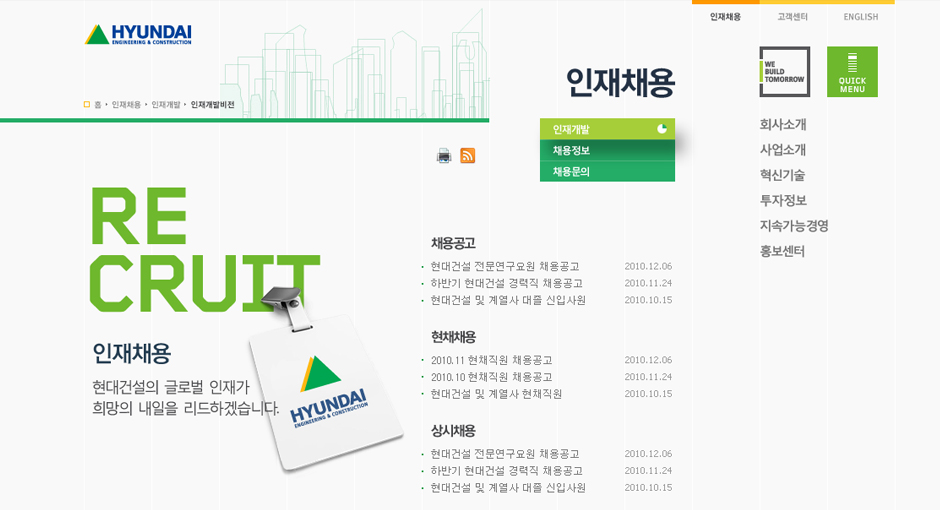 인재채용
고객센터
ENGLISH
HYUNDAI
ENGINEERING & CONSTRUCTION
홈 인재채용 인재개발 인재개발비전
인재채용
WE
BUILD
TOMORROW
QUICK
MENU
인재개발
채용정보
채용문의
회사소개
사업소개
혁신기술
투자정보
지속가능경영
홍보센터
RE
CRUIT
인재채용
현대건설의 글로벌 인재가
희망의 내일을 리드하겠습니다.
HYUNDAI
ENGINEERING & CONSTRUCTION
채용공고
현대건설 전문연구요원 채용공고 2010.12.06
하반기 현대건설 경력직 채용공고 2010.11.24
현대건설 및 계열사 대졸 신입사원 2010.10.15
현채채용
2010.11 현채직원 채용공고 2010.12.06
2010.10 현채직원 채용공고 2010.11.24
현대건설 및 계열사 현채직원 2010.10.15
상시채용
현대건설 전문연구요원 채용공고 2010.12.06
하반기 현대건설 경력직 채용공고 2010.11.24
현대건설 및 계열사 대졸 신입사원 2010.10.15